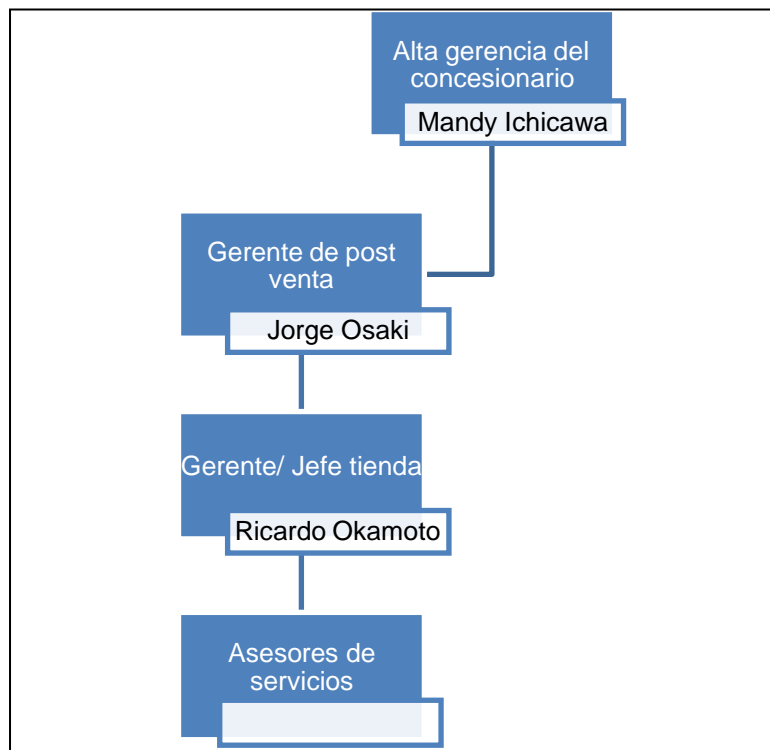 Alta gerencia del
concesionario
Mandy Ichicawa
Gerente de post
venta
Jorge Osaki
Gerente/ Jefe tienda
Ricardo Okamoto
Asesores de
servicios